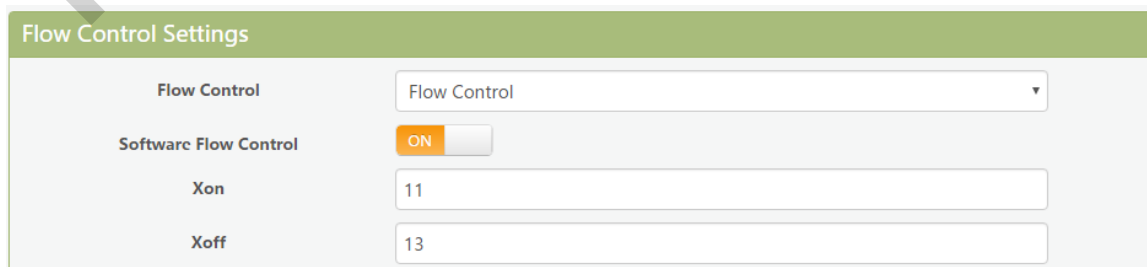 Flow Control Settings
Flow Control Flow Control
Software Flow Control ON
Xon 11
Xoff 13